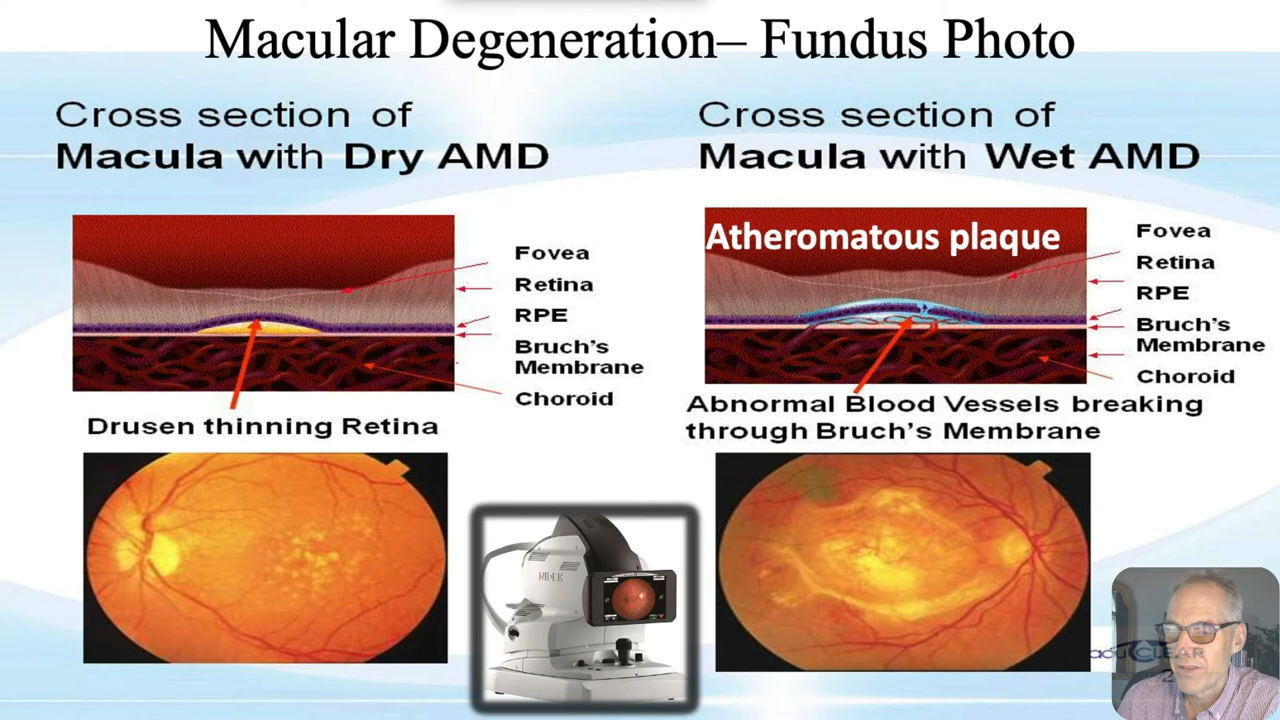 Macular Degeneration– Fundus Photo
Cross section of
Macula with Dry AMD
Fovea
Retina
RPE
Bruch's
Membrane
Choroid
Drusen thinning Retina
Cross section of
Macula with Wet AMD
Atheromatous plaque
Fovea
Retina
RPE
Bruch's
Membrane
Choroid
Abnormal Blood Vessels breaking
through Bruch's Membrane
NIDEK
CLEAR
2